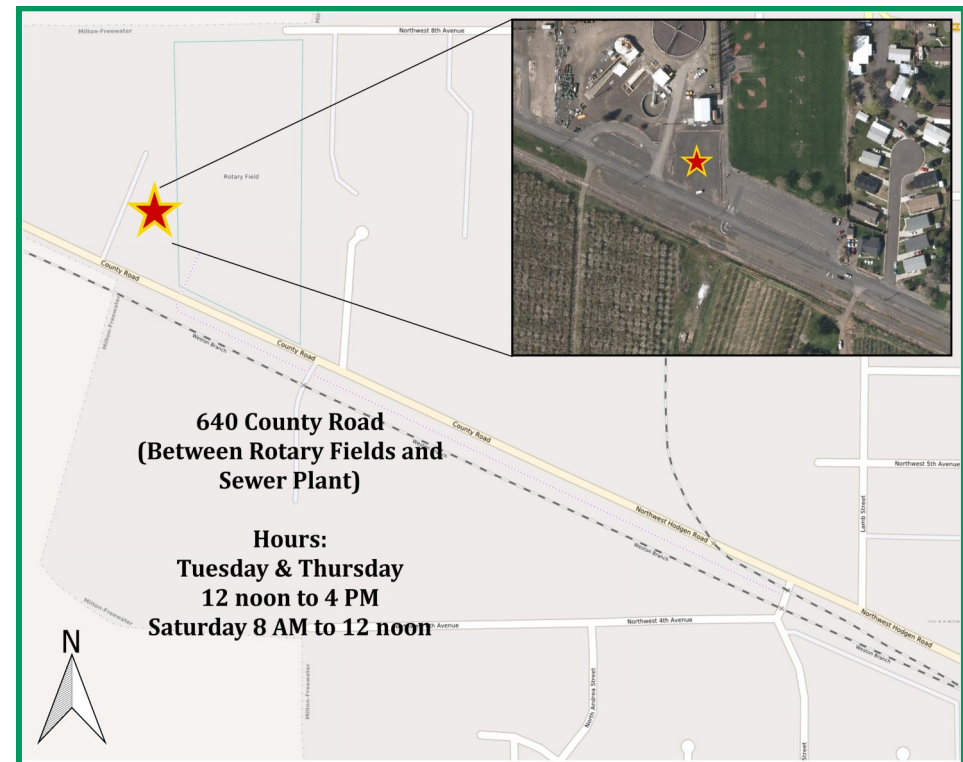 Milton-Freewater
Northwest 8th Avenue
Rotary Field
County Road
Milton-Freewater
Weston Branch
County Road
640 County Road
(Between Rotary Fields and
Sewer Plant)
County Road
Northwest 5th Avenue
Lamb Street
Northwest Hodgen Road
Weston Branch
Hours:
Tuesday & Thursday
12 noon to 4 PM
Saturday 8 AM to 12 noon
Milton-Freewater
Avenue
Northwest 4th Avenue
Northwest Hodgen Road
Weston Branch
N
Milton-Freewater
North Andrea Street
Street